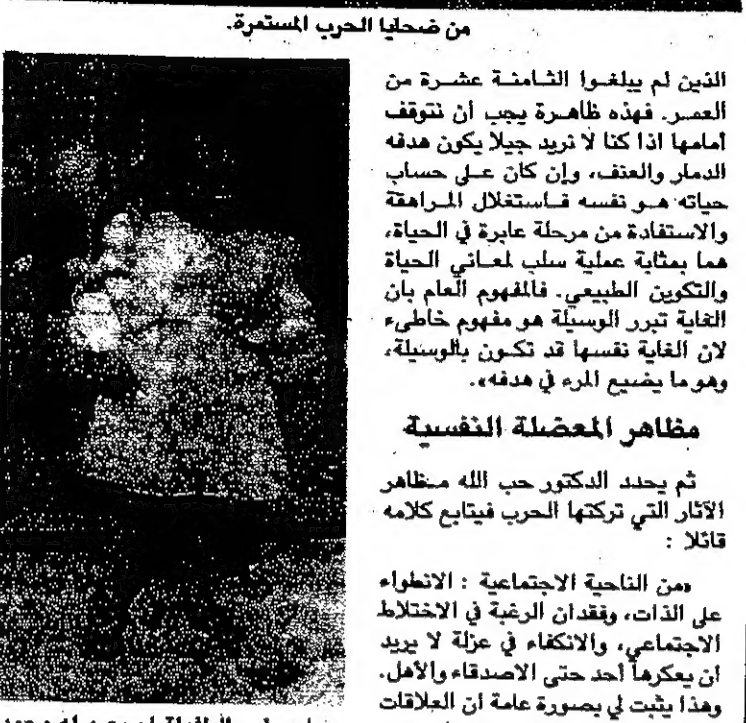 من ضحايا الحرب المستعرة.
الذين لم يبلغوا الثامنة عشرة من
العمر. فهذه ظاهرة يجب أن نتوقف
أمامها اذا كنا لا نريد جيلا يكون هدفه
الدمار والعنف، وإن كان على حساب
حياته هو نفسه فاستغلال المراهقة
والاستفادة من مرحلة عابرة في الحياة،
هما بمثابة عملية سلب لمعاني الحياة
والتكوين الطبيعي. فالمفهوم العام بان
الغاية تبرر الوسيلة هو مفهوم خاطىء
لان الغاية نفسها قد تكون بالوسيلة،
وهو ما يضيع المرء في هدفه».
مظاهر المعضلة النفسية
ثم يحدد الدكتور حب الله مظاهر
الآثار التي تركتها الحرب فيتابع كلامه
قائلا :
«من الناحية الاجتماعية : الانطواء
على الذات، وفقدان الرغبة في الاختلاط
الاجتماعي، والانكفاء في عزلة لا يريد
ان يعكرها أحد حتى الاصدقاء والأهل.
وهذا يثبت لي بصورة عامة ان العلاقات